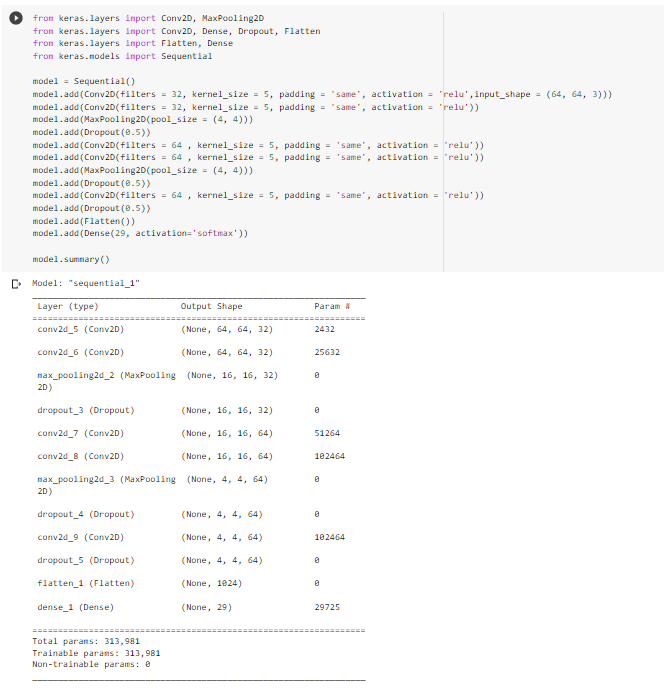 from keras.layers import Conv2D, MaxPooling2D
from keras.layers import Conv2D, Dense, Dropout, Flatten
from keras.layers import Flatten, Dense
from keras.models import Sequential
model = Sequential()
model.add(Conv2D(filters = 32, kernel_size = 5, padding = 'same', activation = 'relu',input_shape = (64, 64, 3)))
model.add(Conv2D(filters = 32, kernel_size = 5, padding = 'same', activation = 'relu'))
model.add(MaxPooling2D(pool_size = (4, 4)))
model.add(Dropout(0.5))
model.add(Conv2D(filters = 64 , kernel_size = 5, padding = 'same', activation = 'relu'))
model.add(Conv2D(filters = 64 , kernel_size = 5, padding = 'same', activation = 'relu'))
model.add(MaxPooling2D(pool_size = (4, 4)))
model.add(Dropout(0.5))
model.add(Conv2D(filters = 64 , kernel_size = 5, padding = 'same', activation = 'relu'))
model.add(Dropout(0.5))
model.add(Flatten())
model.add(Dense(29, activation='softmax'))
model.summary()
Model: "sequential_1"
Layer (type) Output Shape Param #
conv2d_5 (Conv2D) (None, 64, 64, 32) 2432
conv2d_6 (Conv2D) (None, 64, 64, 32) 25632
max_pooling2d_2 (MaxPooling (None, 16, 16, 32) 0
2D)
dropout_3 (Dropout) (None, 16, 16, 32) 0
conv2d_7 (Conv2D) (None, 16, 16, 64) 51264
conv2d_8 (Conv2D) (None, 16, 16, 64) 102464
max_pooling2d_3 (MaxPooling (None, 4, 4, 64) 0
2D)
dropout_4 (Dropout) (None, 4, 4, 64) 0
conv2d_9 (Conv2D) (None, 4, 4, 64) 102464
dropout_5 (Dropout) (None, 4, 4, 64) 0
flatten_1 (Flatten) (None, 1024) 0
dense_1 (Dense) (None, 29) 29725
Total params: 313,981
Trainable params: 313,981
Non-trainable params: 0